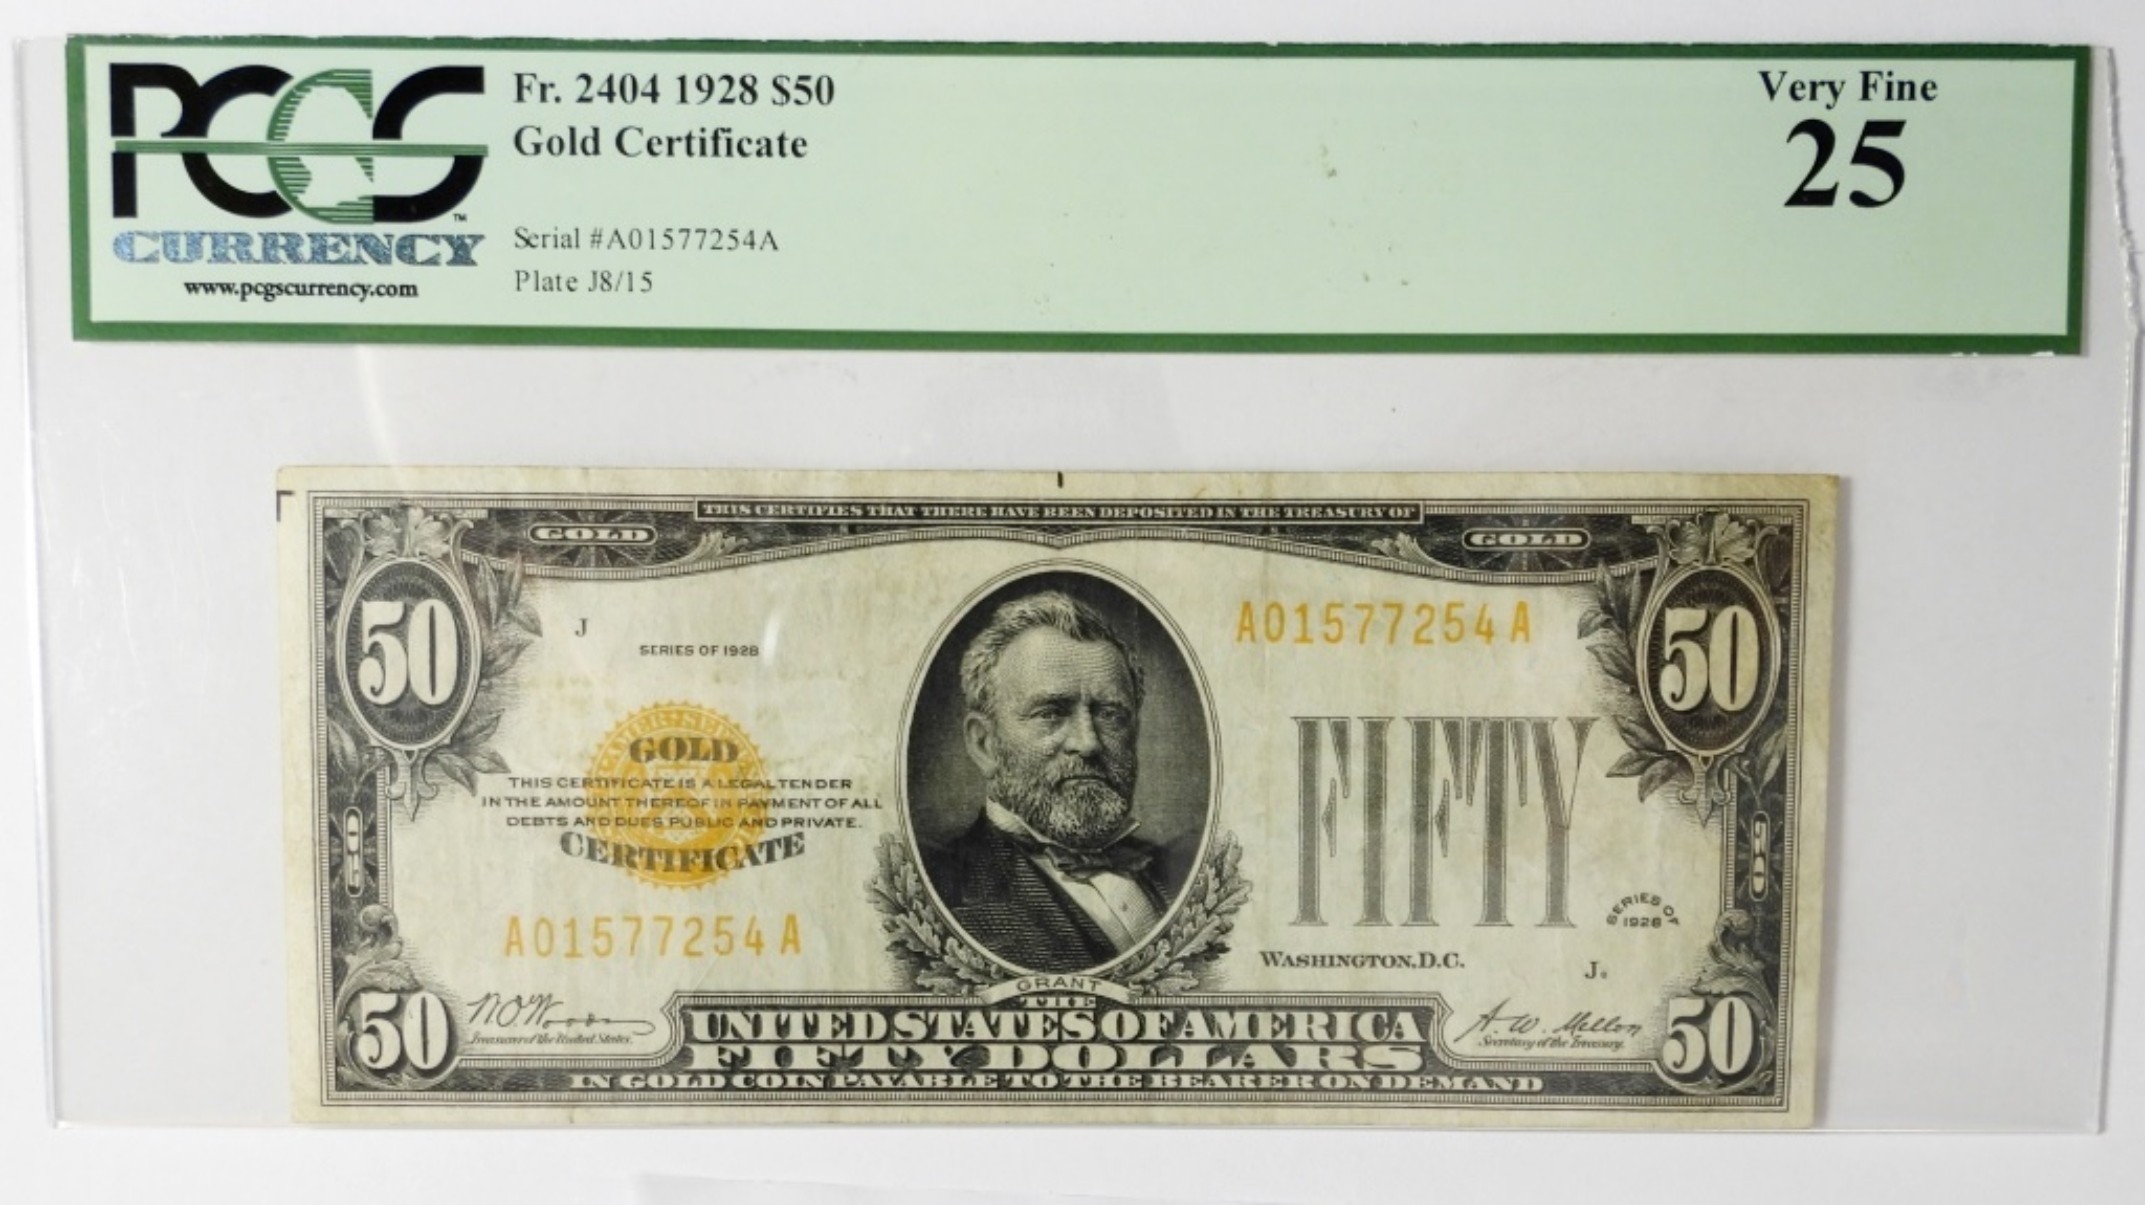 PCGS
CURRENCY
™
www.pcgscurrency.com
Fr. 2404 1928 $50
Gold Certificate
Serial #A01577254A
Plate J8/15
Very Fine
25
THIS CERTIFIES THAT THERE HAVE BEEN DEPOSITED IN THE TREASURY OF
GOLD
GOLD
50
50
J
SERIES OF 1928
A01577254A
GOLD
THIS CERTIFICATE IS A LEGAL TENDER
IN THE AMOUNT THEREOF IN PAYMENT OF ALL
DEBTS AND DUES PUBLIC AND PRIVATE.
CERTIFICATE
FIFTY
50
50
SERIES OF
1928
A01577254A
WASHINGTON, D.C.
J.
GRANT
THE
50
W.O. Woods
Treasurer of the United States.
UNITED STATES OF AMERICA
FIFTY DOLLARS
IN GOLD COIN PAYABLE TO THE BEARER ON DEMAND
A. W. Mellon
Secretary of the Treasury.
50